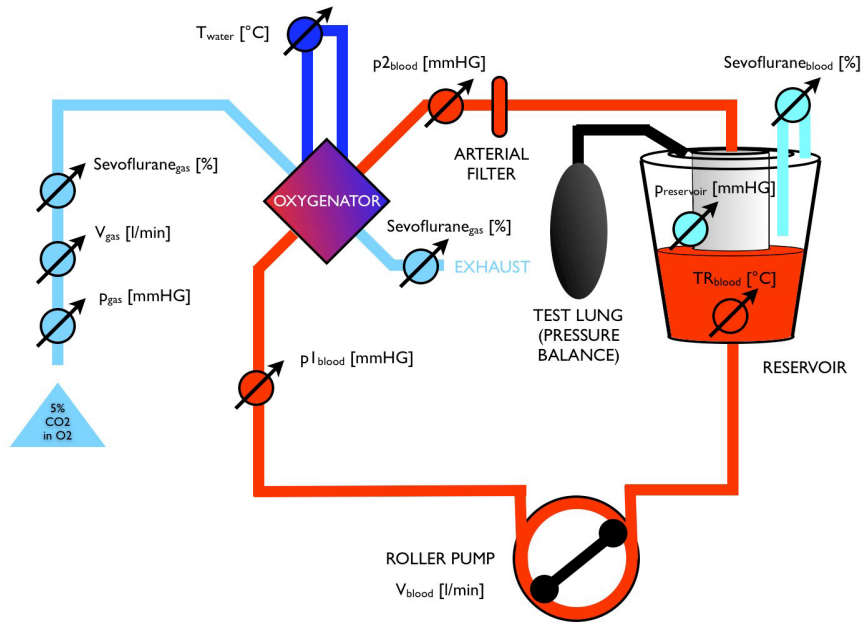 Twater [°C]
p2blood [mmHG]
Sevofluraneblood [%]
ARTERIAL
FILTER
Sevofluranegas [%]
OXYGENATOR
preservoir [mmHG]
Vgas [l/min]
Sevofluranegas [%]
EXHAUST
pgas [mmHG]
TRblood [°C]
TEST LUNG
(PRESSURE
BALANCE)
p1blood [mmHG]
RESERVOIR
5%
CO2
in O2
ROLLER PUMP
Vblood [l/min]